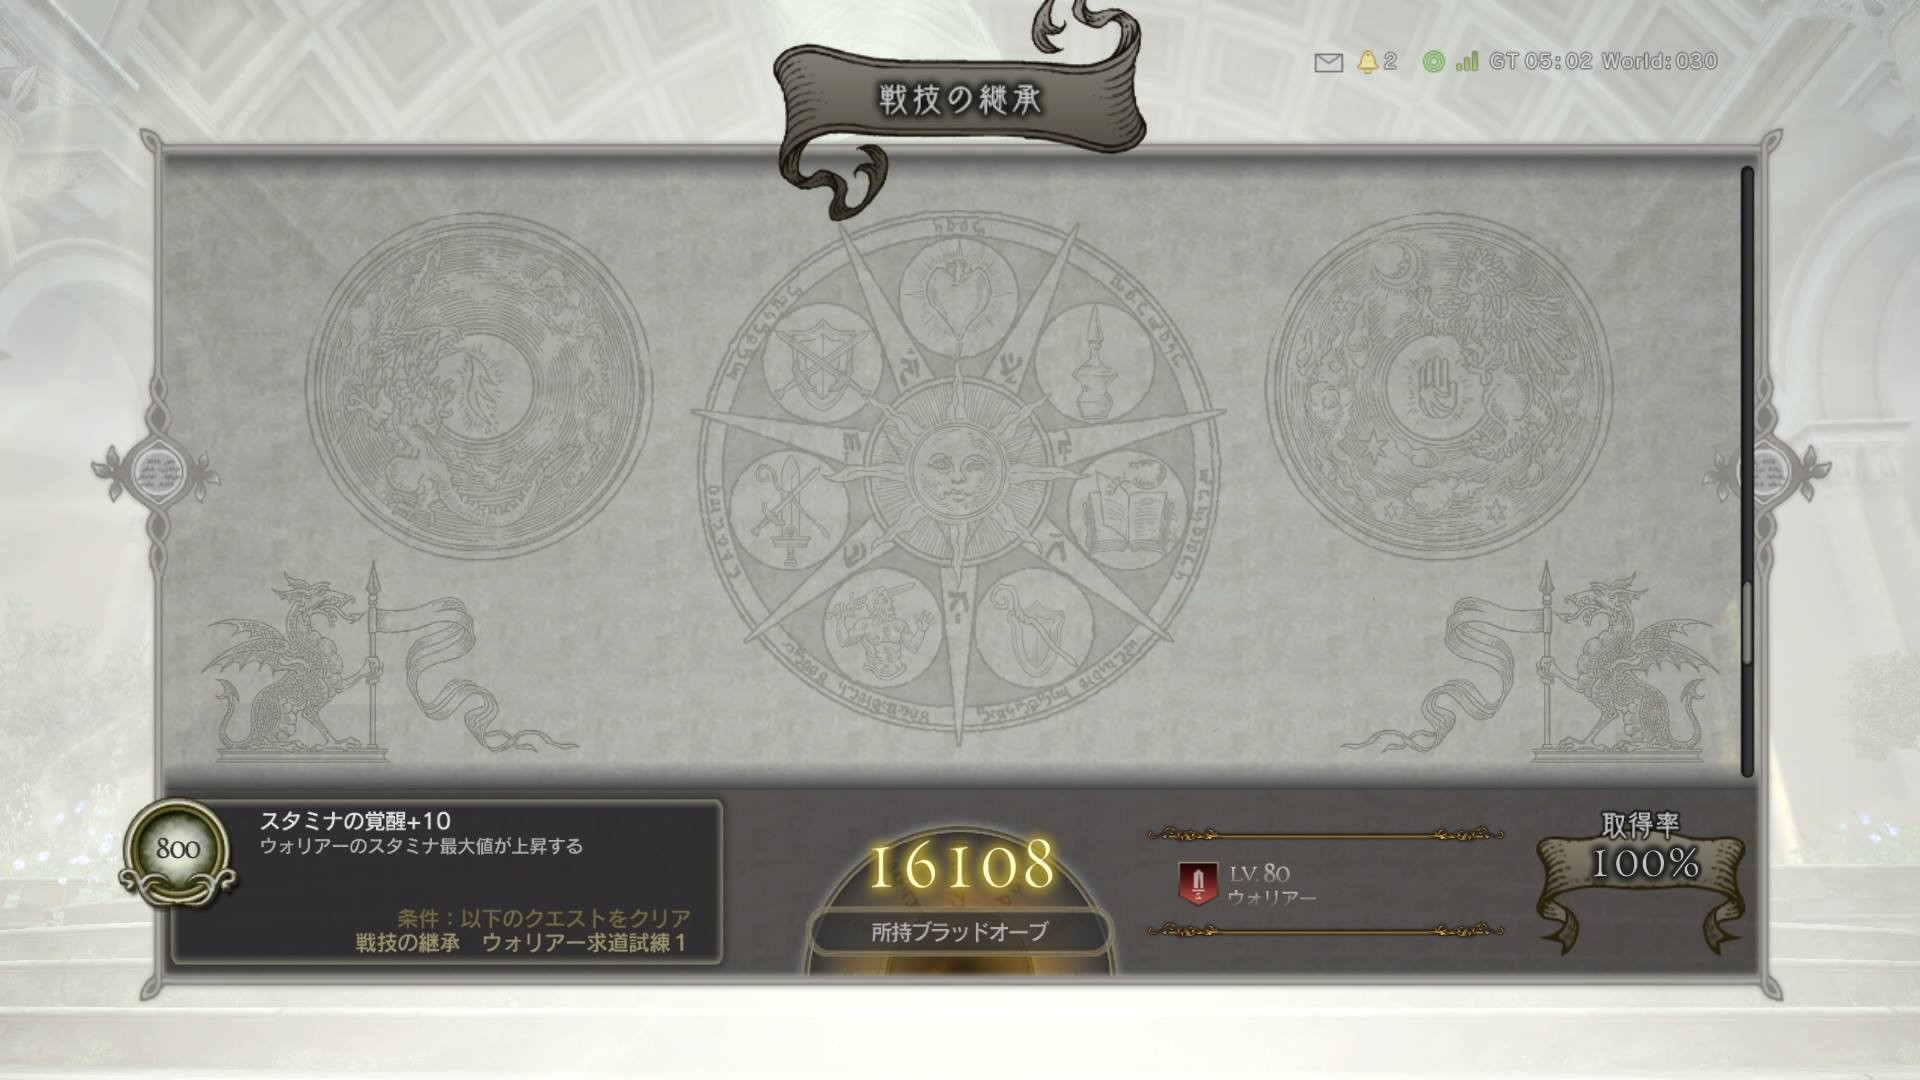 2 GT 05:02 World:030
戦技の継承
800
スタミナの覚醒+10
ウォリアーのスタミナ最大値が上昇する
条件:以下のクエストをクリア
戦技の継承 ウォリアー求道試練1
16108
所持ブラッドオーブ
LV.80
ウォリアー
取得率
100%